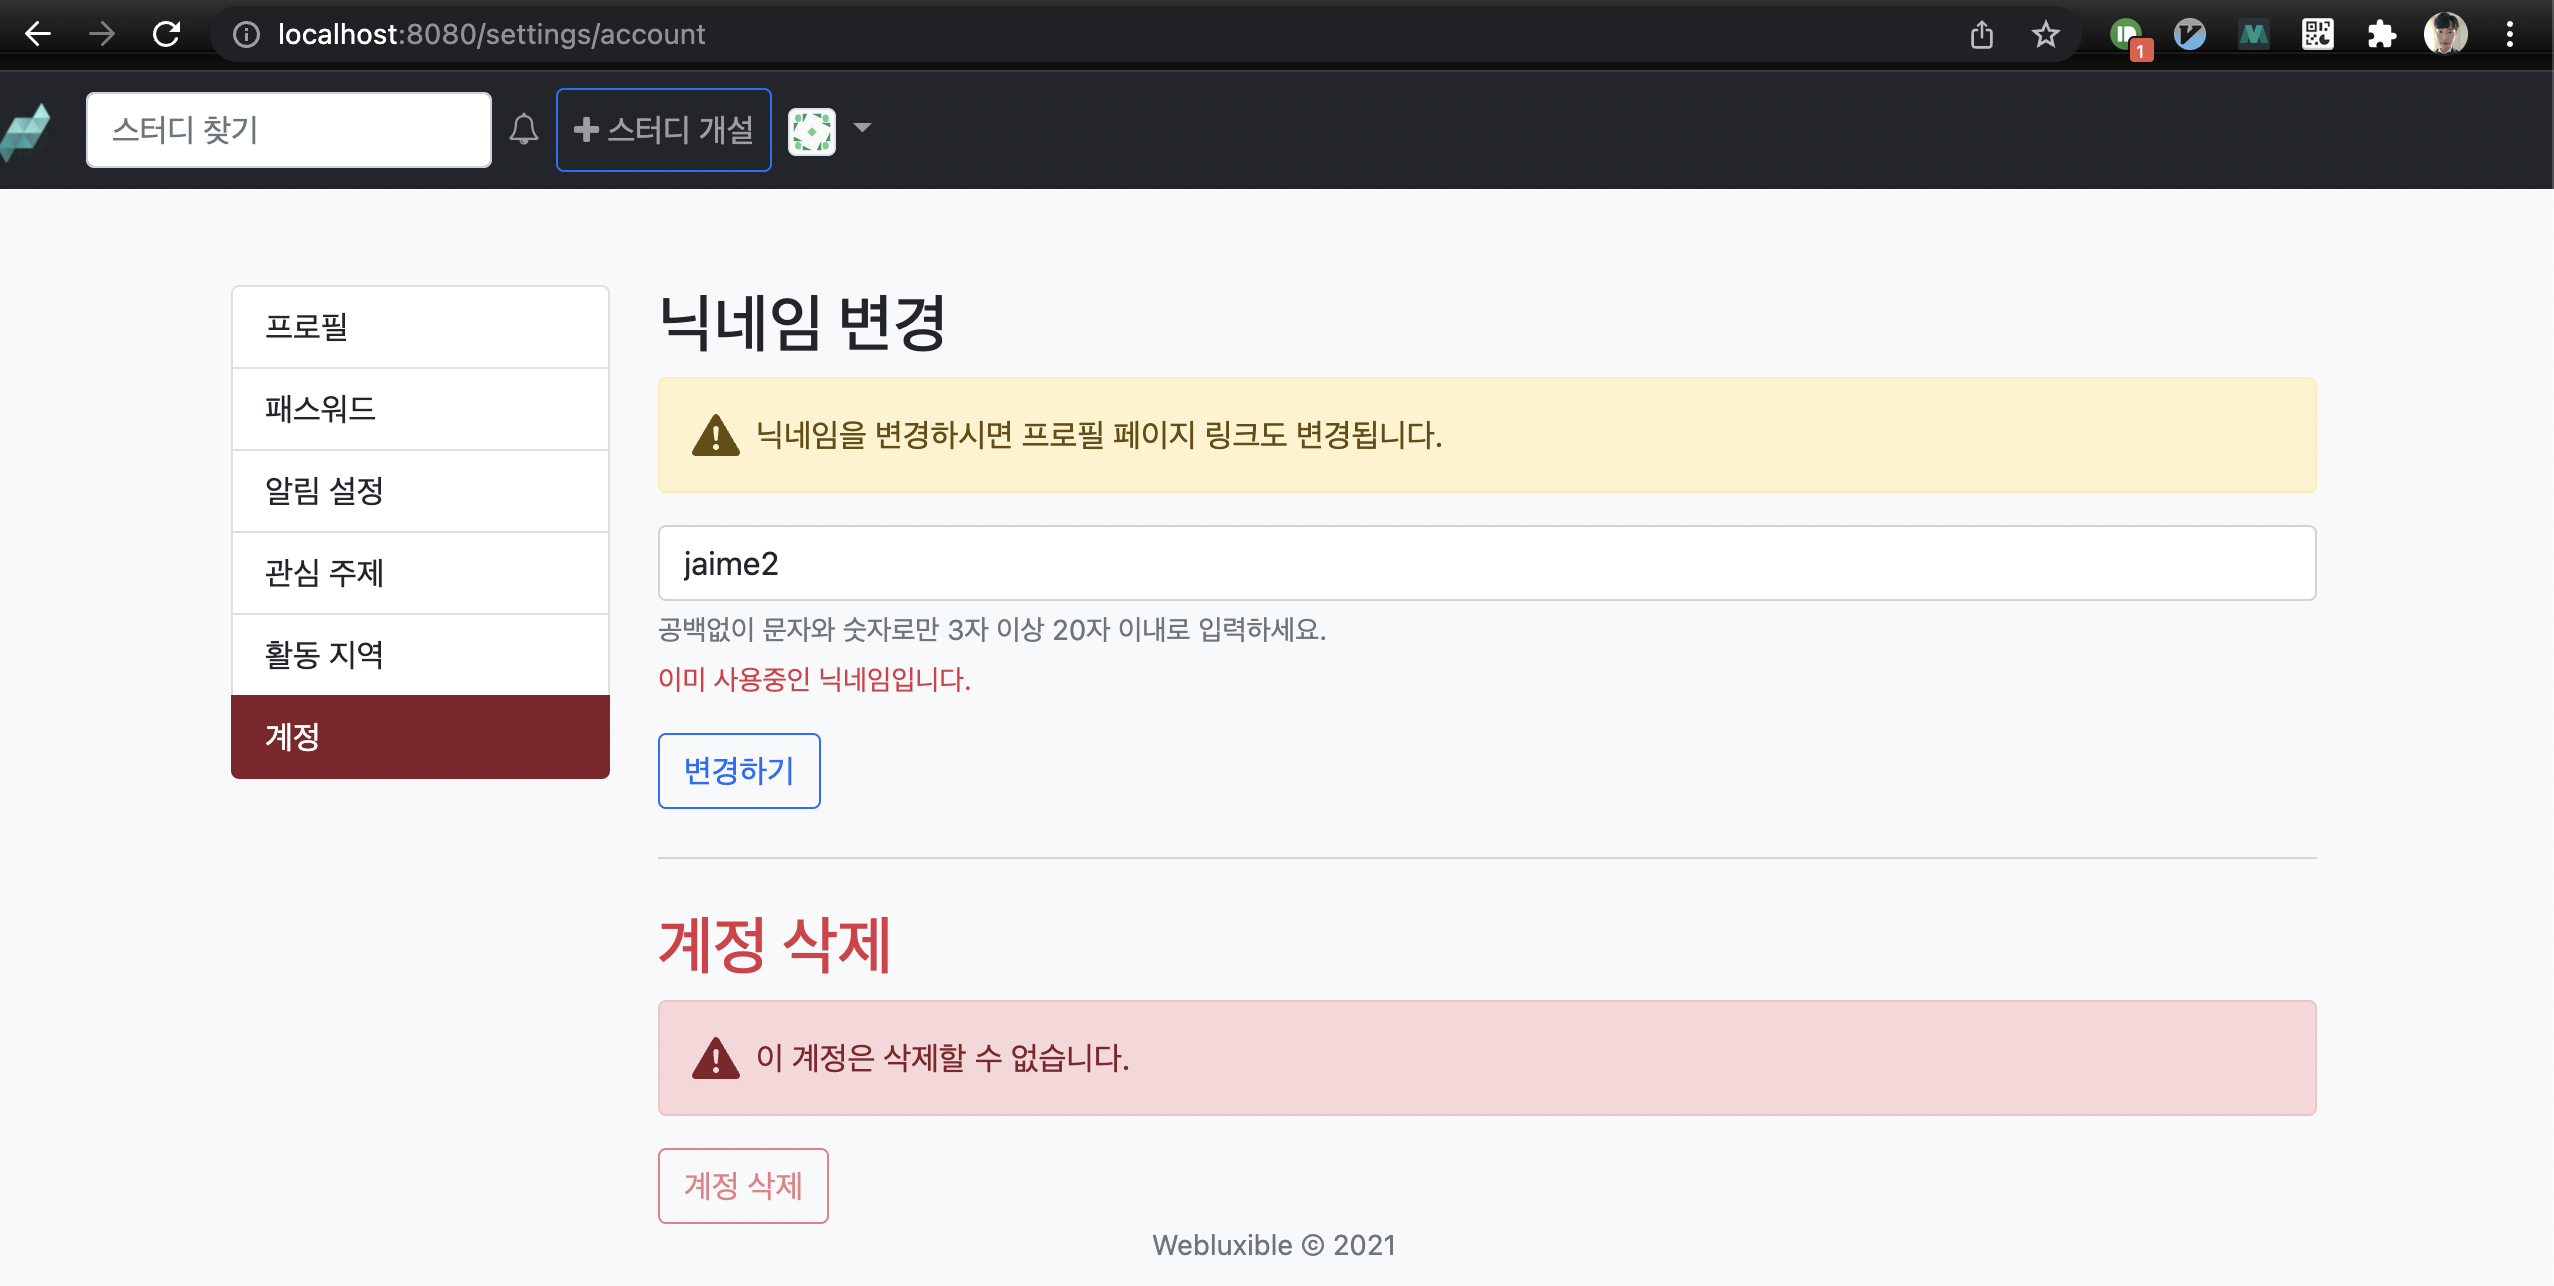 localhost:8080/settings/account
1
스터디 찾기
스터디 개설
프로필
패스워드
알림 설정
관심 주제
활동 지역
계정
닉네임 변경
닉네임을 변경하시면 프로필 페이지 링크도 변경됩니다.
jaime2
공백없이 문자와 숫자로만 3자 이상 20자 이내로 입력하세요.
이미 사용중인 닉네임입니다.
변경하기
계정 삭제
이 계정은 삭제할 수 없습니다.
계정 삭제
Webluxible © 2021